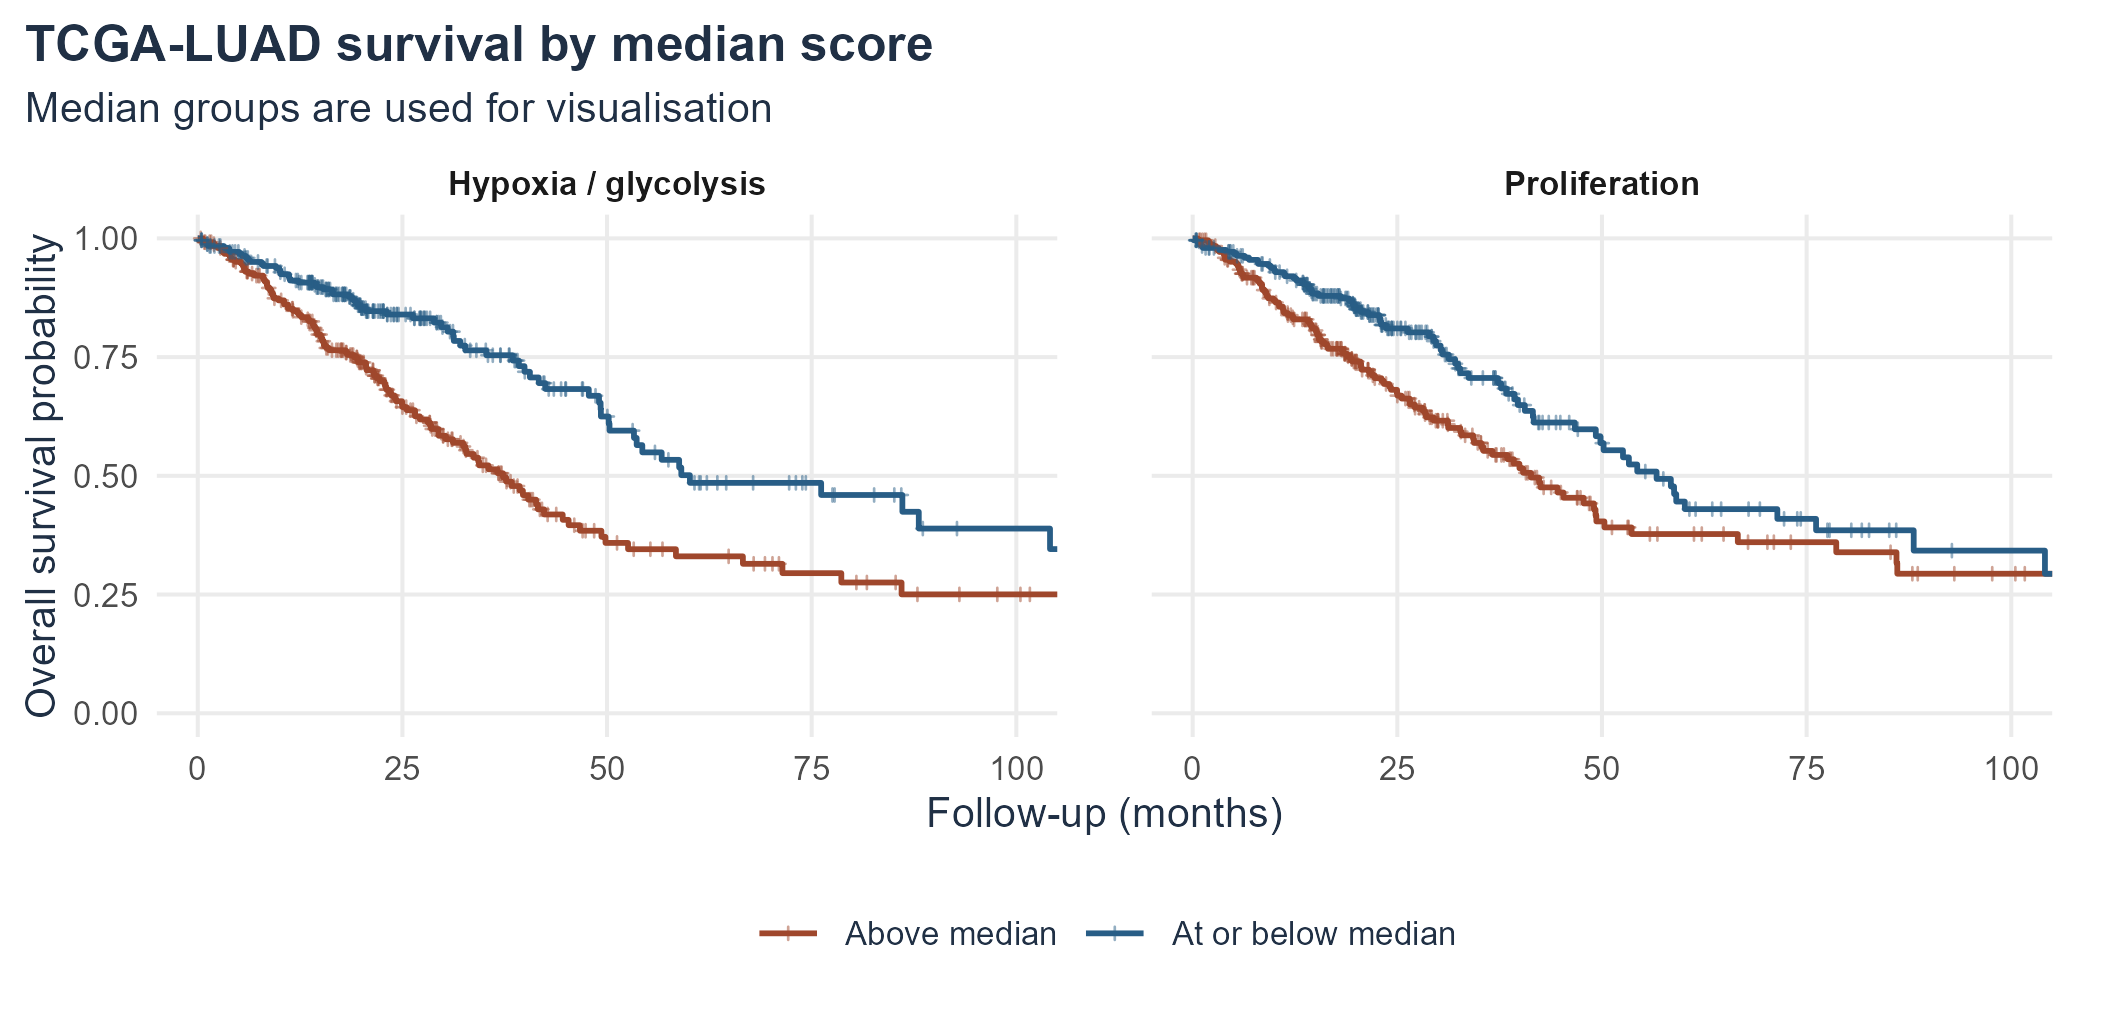 TCGA-LUAD survival by median score
Median groups are used for visualisation
Hypoxia / glycolysis
Proliferation
Overall survival probability
1.00
0.75
0.50
0.25
0.00
0 25 50 75 100
0 25 50 75 100
Follow-up (months)
Above median At or below median